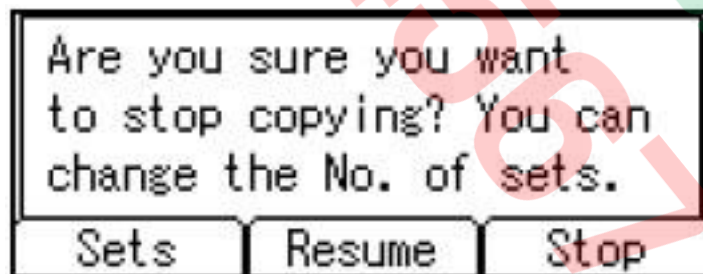 Are you sure you want
to stop copying? You can
change the No. of sets.
Sets Resume Stop